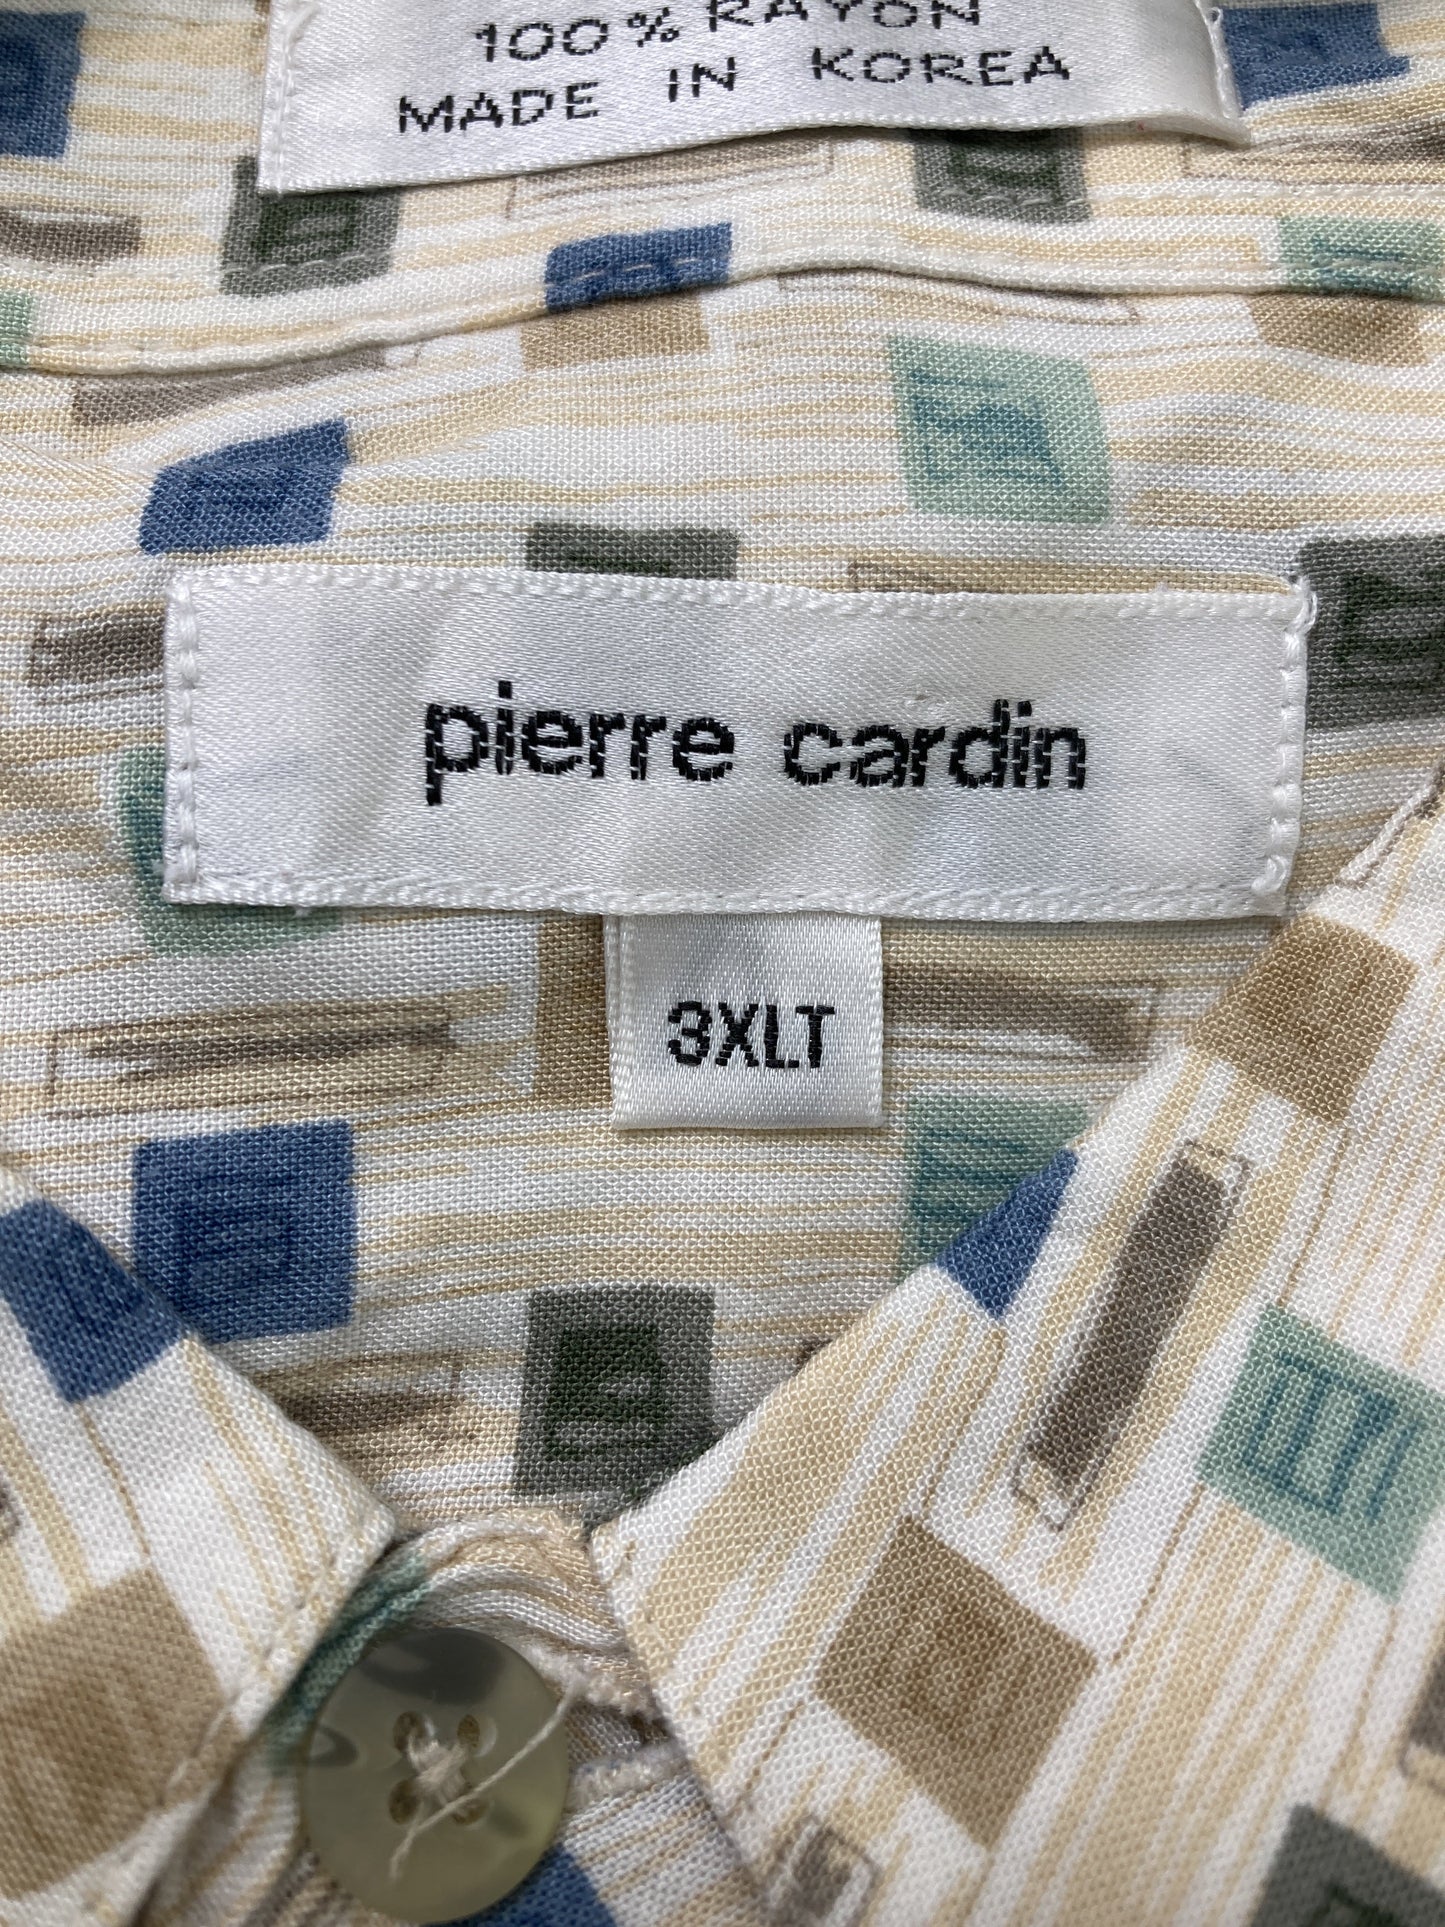 100% RAYON
MADE IN KOREA
pierre cardin
3XLT